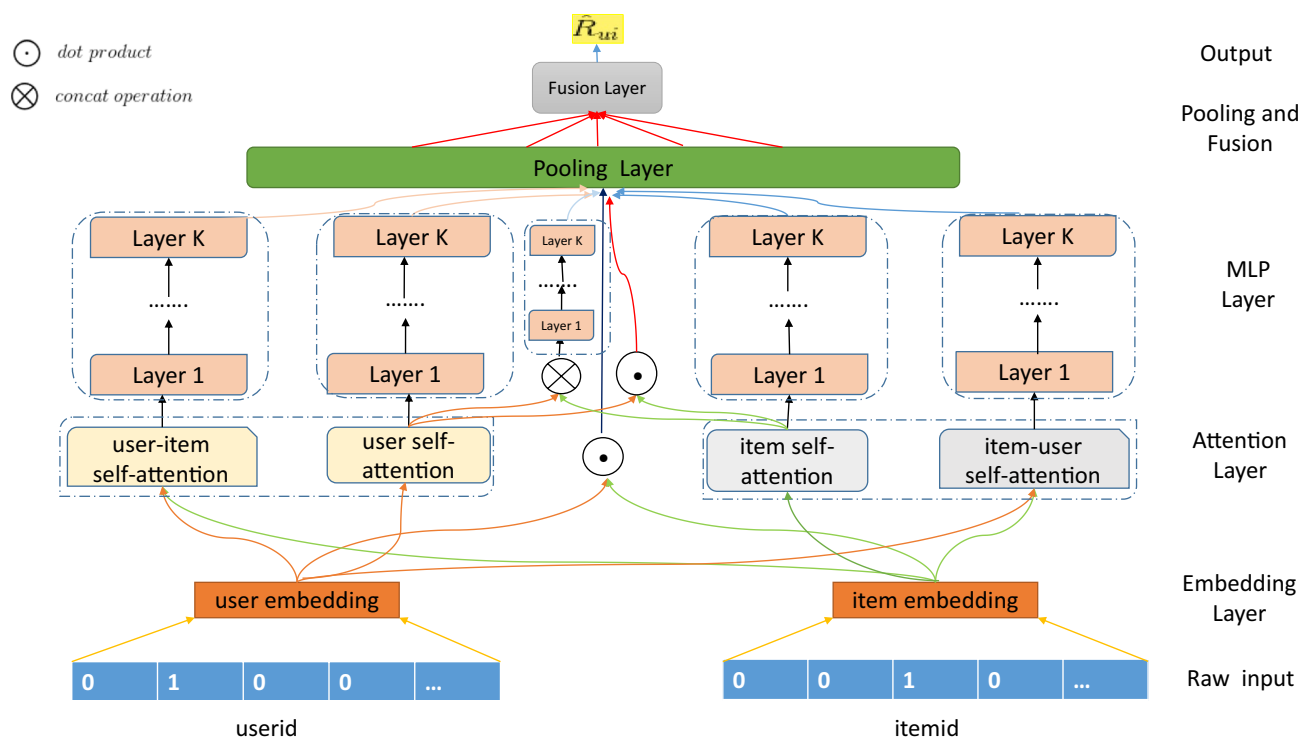 R̂ui
dot product
Output
concat operation
Fusion Layer
Pooling and
Fusion
Pooling Layer
Layer K
.......
Layer 1
Layer K
.......
Layer 1
Layer K
.......
Layer 1
Layer K
.......
Layer 1
Layer K
.......
Layer 1
MLP
Layer
user-item
self-attention
user self-
attention
item self-
attention
item-user
self-attention
Attention
Layer
user embedding
item embedding
Embedding
Layer
0 1 0 0 ...
0 0 1 0 ...
Raw input
userid
itemid